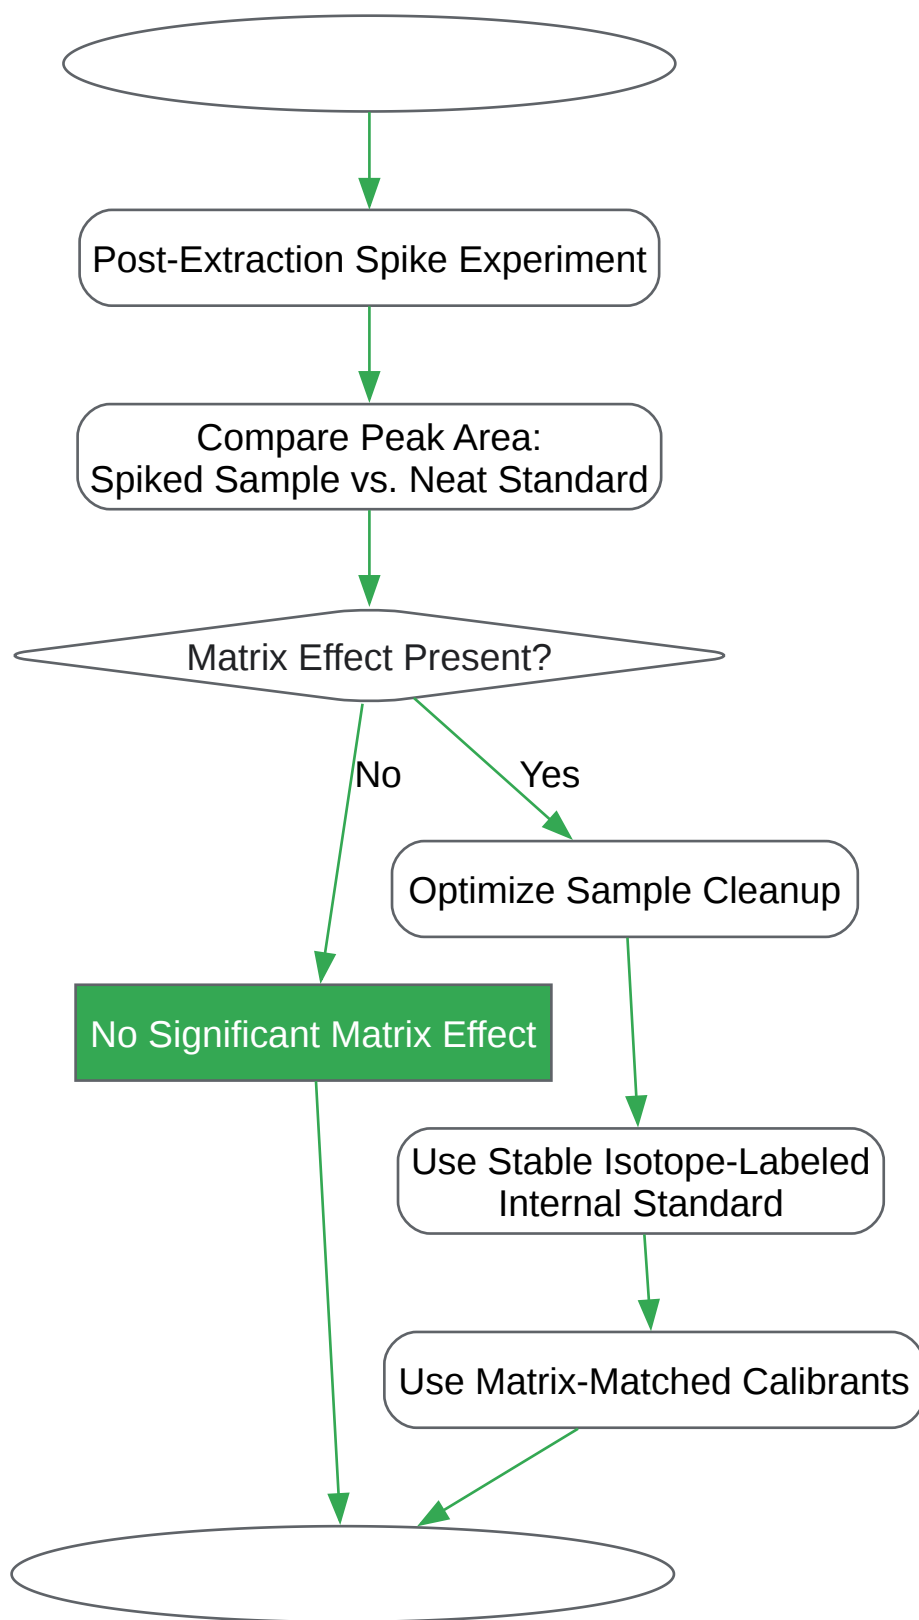 Post-Extraction Spike Experiment
Compare Peak Area:
Spiked Sample vs. Neat Standard
Matrix Effect Present?
No
Yes
Optimize Sample Cleanup
No Significant Matrix Effect
Use Stable Isotope-Labeled
Internal Standard
Use Matrix-Matched Calibrants